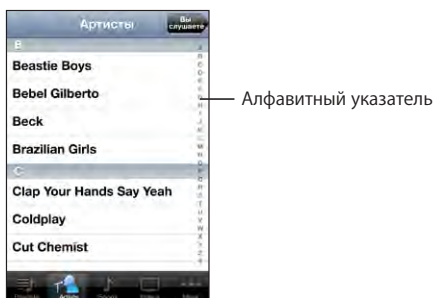 Артисты
Вы слушаете
B
Beastie Boys
Bebel Gilberto
Алфавитный указатель
Beck
Brazilian Girls
C
Clap Your Hands Say Yeah
Coldplay
Cut Chemist